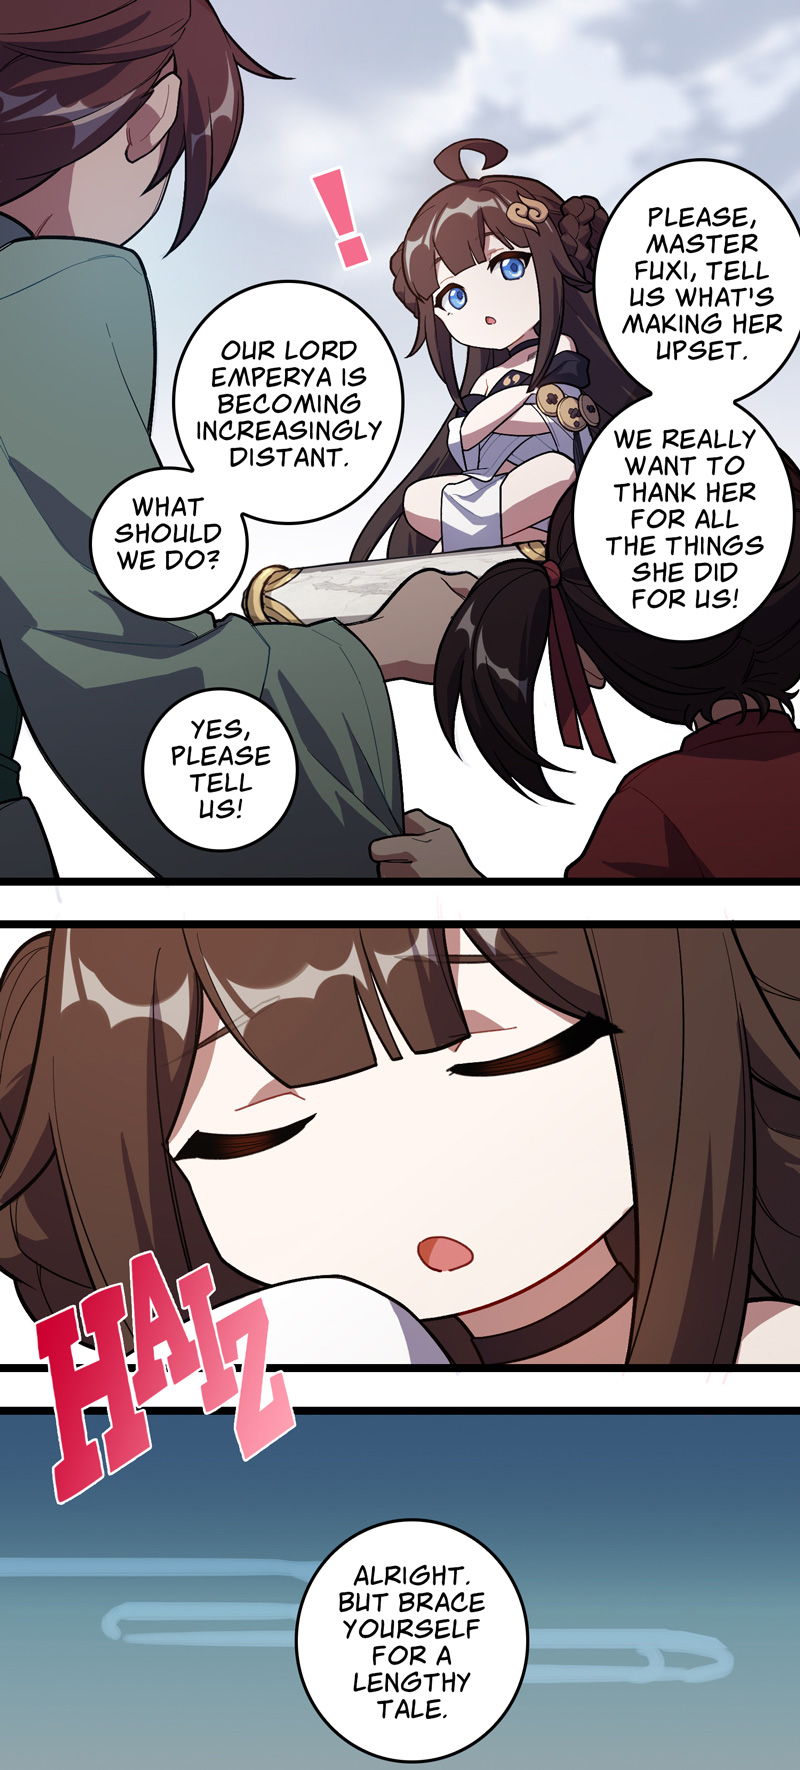 !
PLEASE,
MASTER
FUXI, TELL
US WHAT'S
MAKING HER
UPSET.
OUR LORD
EMPERYA IS
BECOMING
INCREASINGLY
DISTANT.
WHAT
SHOULD
WE DO?
WE REALLY
WANT TO
THANK HER
FOR ALL
THE THINGS
SHE DID
FOR US!
YES,
PLEASE
TELL
US!
HAIZ
ALRIGHT.
BUT BRACE
YOURSELF
FOR A
LENGTHY
TALE.